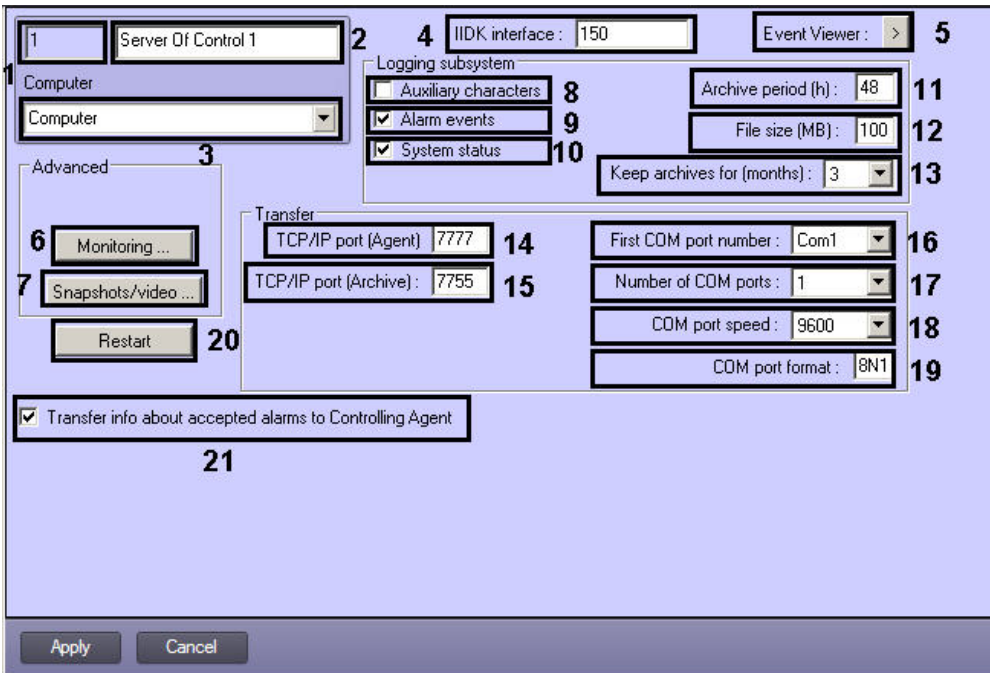 1 Server Of Control 1 2 4 IIDK interface : 150 Event Viewer : > 5
1 Computer
Computer
3
Logging subsystem
Auxiliary characters 8
Alarm events 9
System status 10
Archive period (h) : 48 11
File size (MB) : 100 12
Keep archives for (months) : 3 13
Advanced
6 Monitoring ...
7 Snapshots/video ...
Restart 20
Transfer
TCP/IP port (Agent) 7777 14
TCP/IP port (Archive) : 7755 15
First COM port number : Com1 16
Number of COM ports : 1 17
COM port speed : 9600 18
COM port format : 8N1 19
Transfer info about accepted alarms to Controlling Agent
21
Apply Cancel